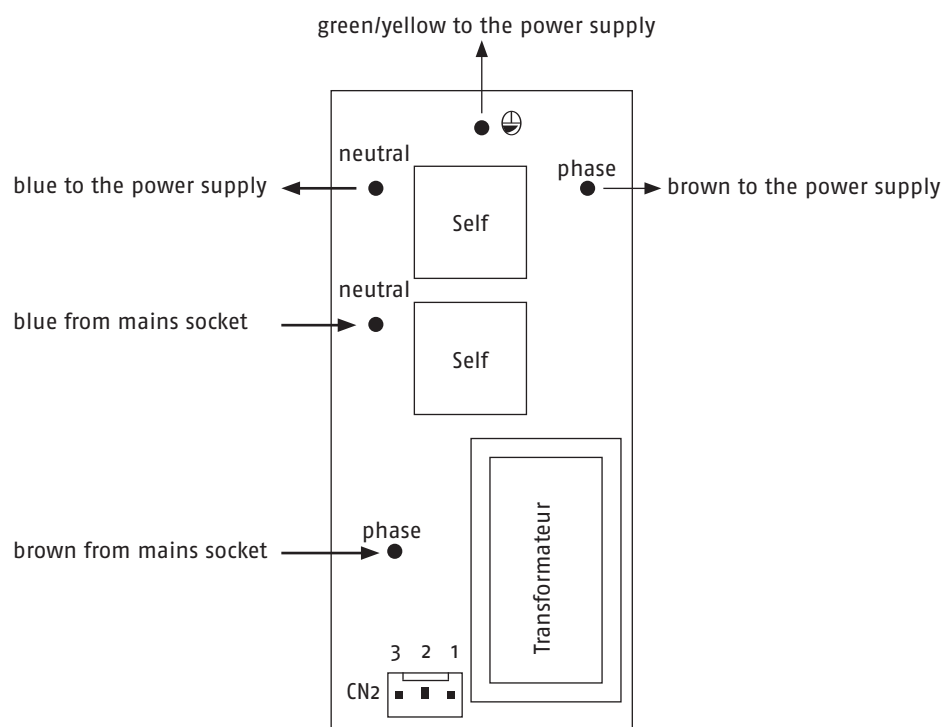 green/yellow to the power supply
neutral
phase
blue to the power supply
brown to the power supply
Self
neutral
blue from mains socket
Self
phase
brown from mains socket
Transformateur
3 2 1
CN2